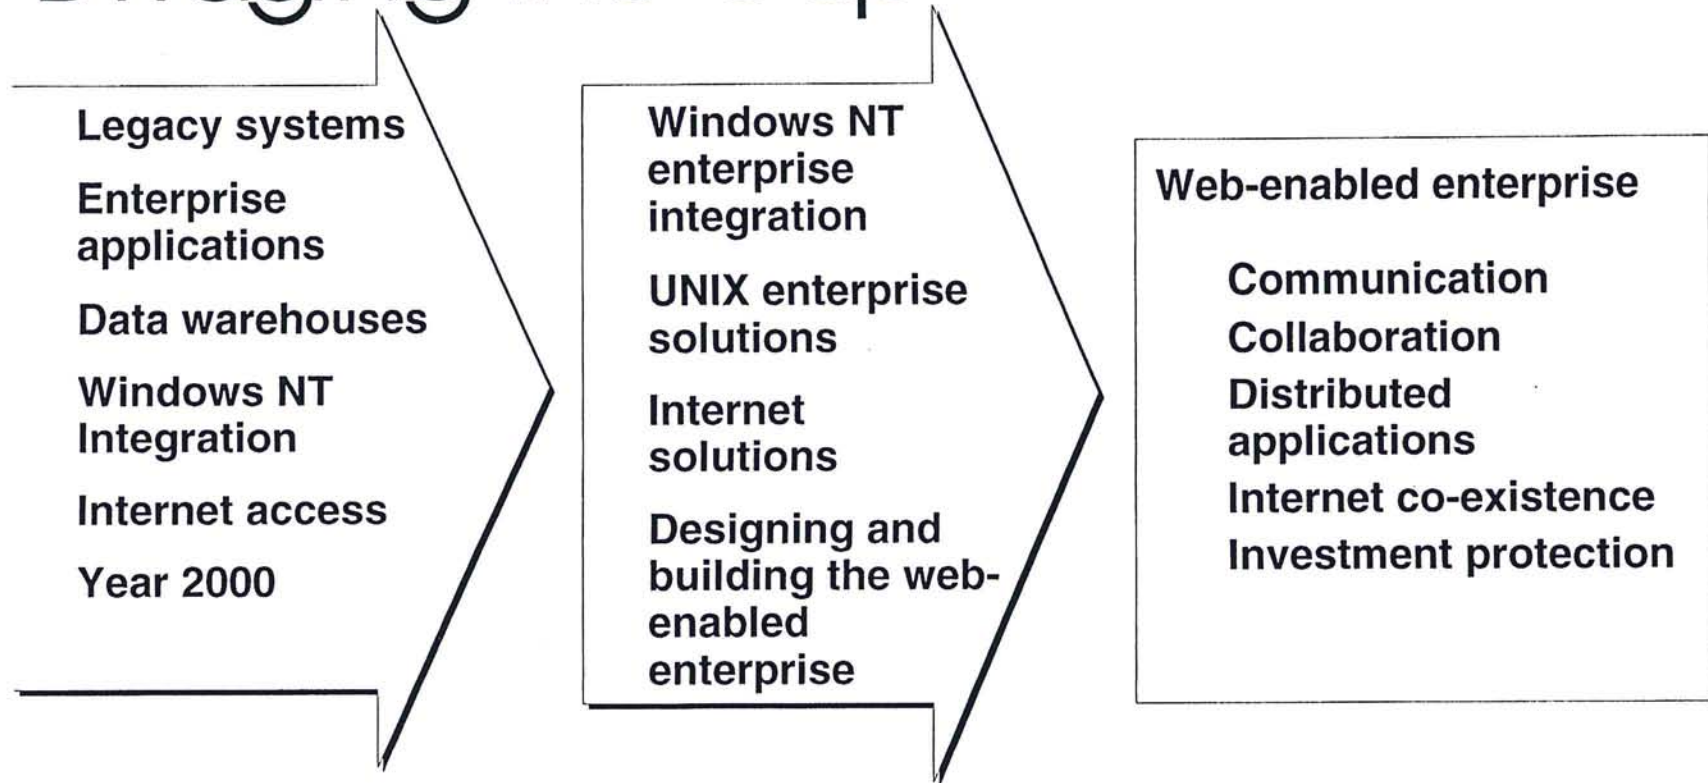 Legacy systems
Enterprise
applications
Data warehouses
Windows NT
Integration
Internet access
Year 2000
Windows NT
enterprise
integration
UNIX enterprise
solutions
Internet
solutions
Designing and
building the web-
enabled
enterprise
Web-enabled enterprise
Communication
Collaboration
Distributed
applications
Internet co-existence
Investment protection